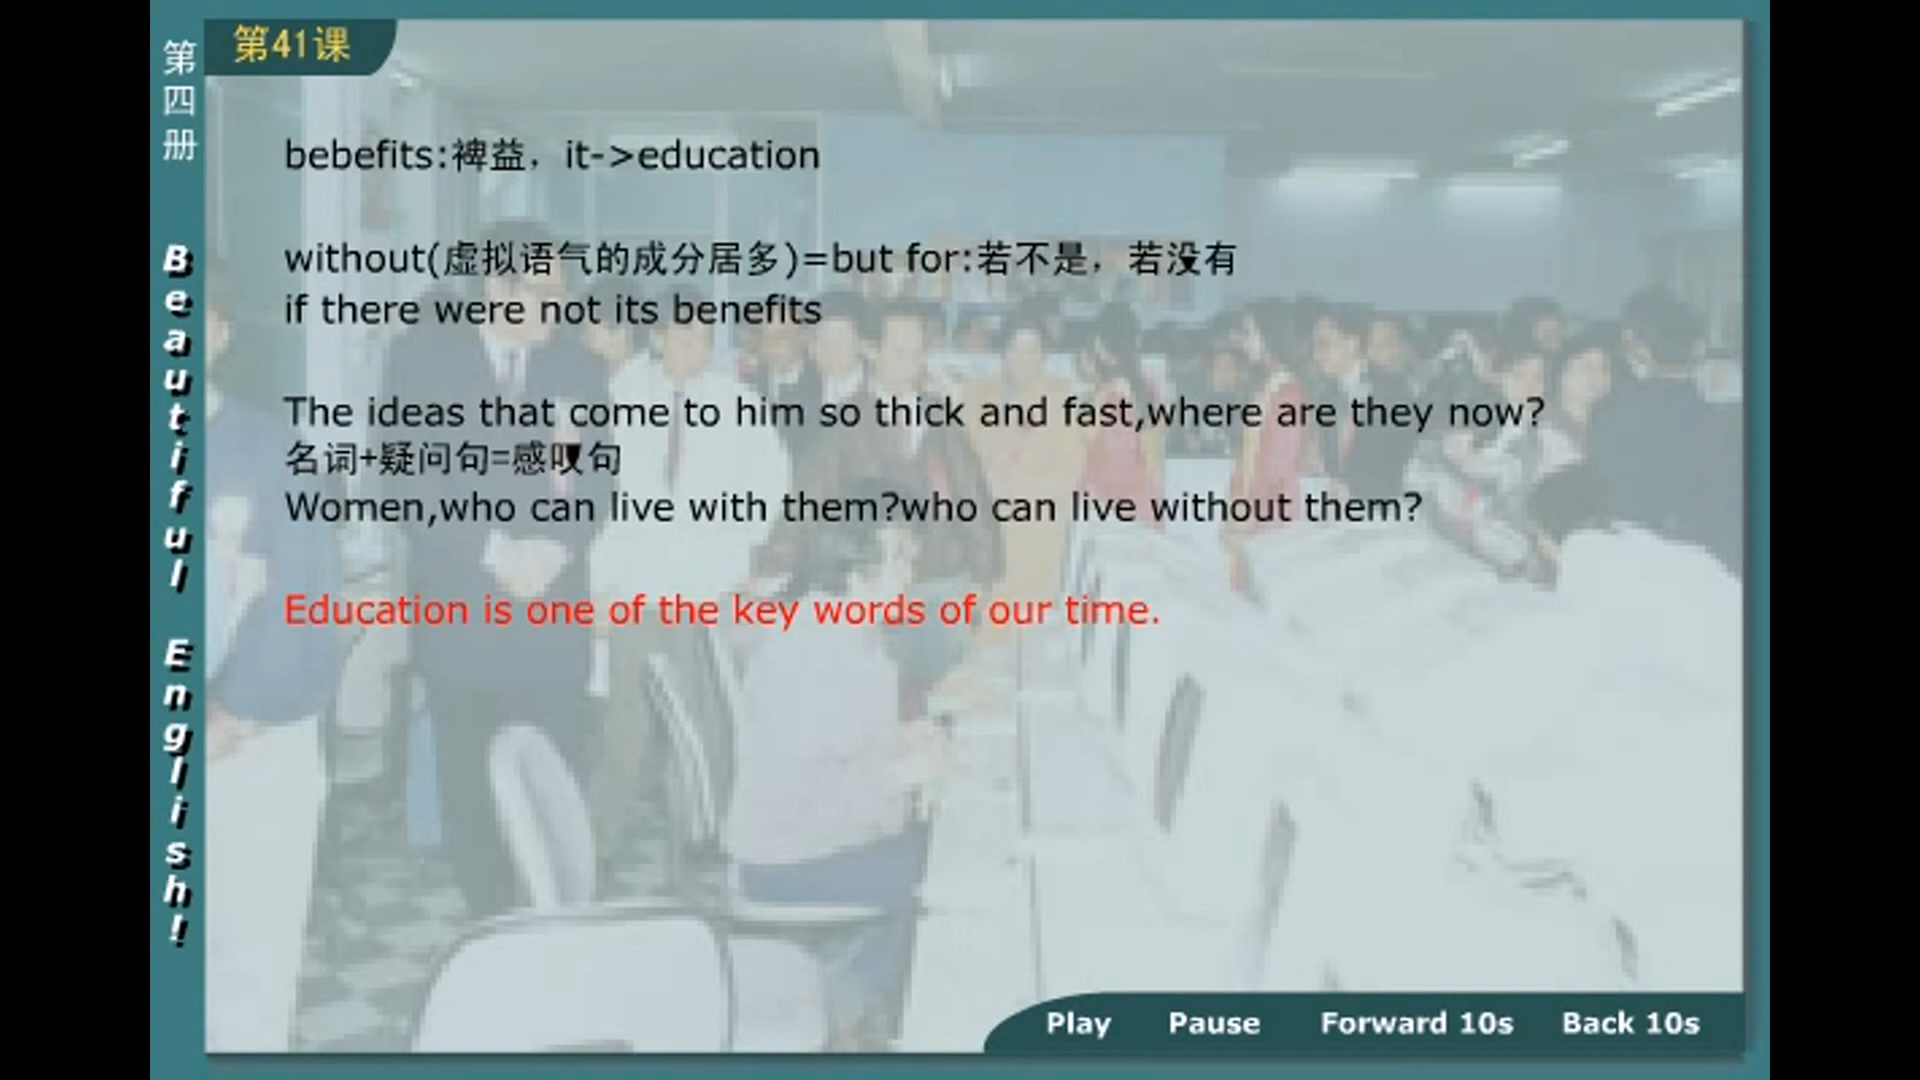 第四册
Beautiful English!
第41课
bebefits:裨益，it->education
without(虚拟语气的成分居多)=but for:若不是，若没有
if there were not its benefits
The ideas that come to him so thick and fast,where are they now?
名词+疑问句=感叹句
Women,who can live with them?who can live without them?
Education is one of the key words of our time.
Play Pause Forward 10s Back 10s